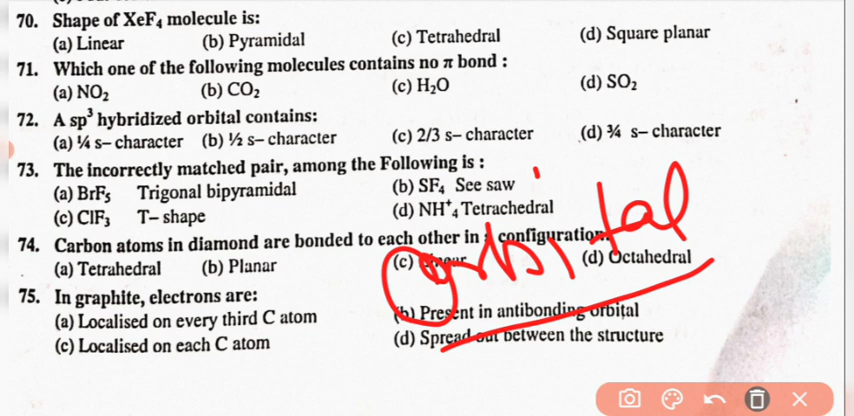 70. Shape of XeF₄ molecule is:
(a) Linear (b) Pyramidal (c) Tetrahedral (d) Square planar
71. Which one of the following molecules contains no π bond :
(a) NO₂ (b) CO₂ (c) H₂O (d) SO₂
72. A sp³ hybridized orbital contains:
(a) ¼ s– character (b) ½ s– character (c) 2/3 s– character (d) ¾ s– character
73. The incorrectly matched pair, among the Following is :
(a) BrF₅ Trigonal bipyramidal (b) SF₄ See saw
(c) ClF₃ T– shape (d) NH⁺₄ Tetrachedral
orbital
74. Carbon atoms in diamond are bonded to each other in configuration:
(a) Tetrahedral (b) Planar (c) (d) Octahedral
75. In graphite, electrons are:
(a) Localised on every third C atom (b) Present in antibonding orbital
(c) Localised on each C atom (d) Spread out between the structure